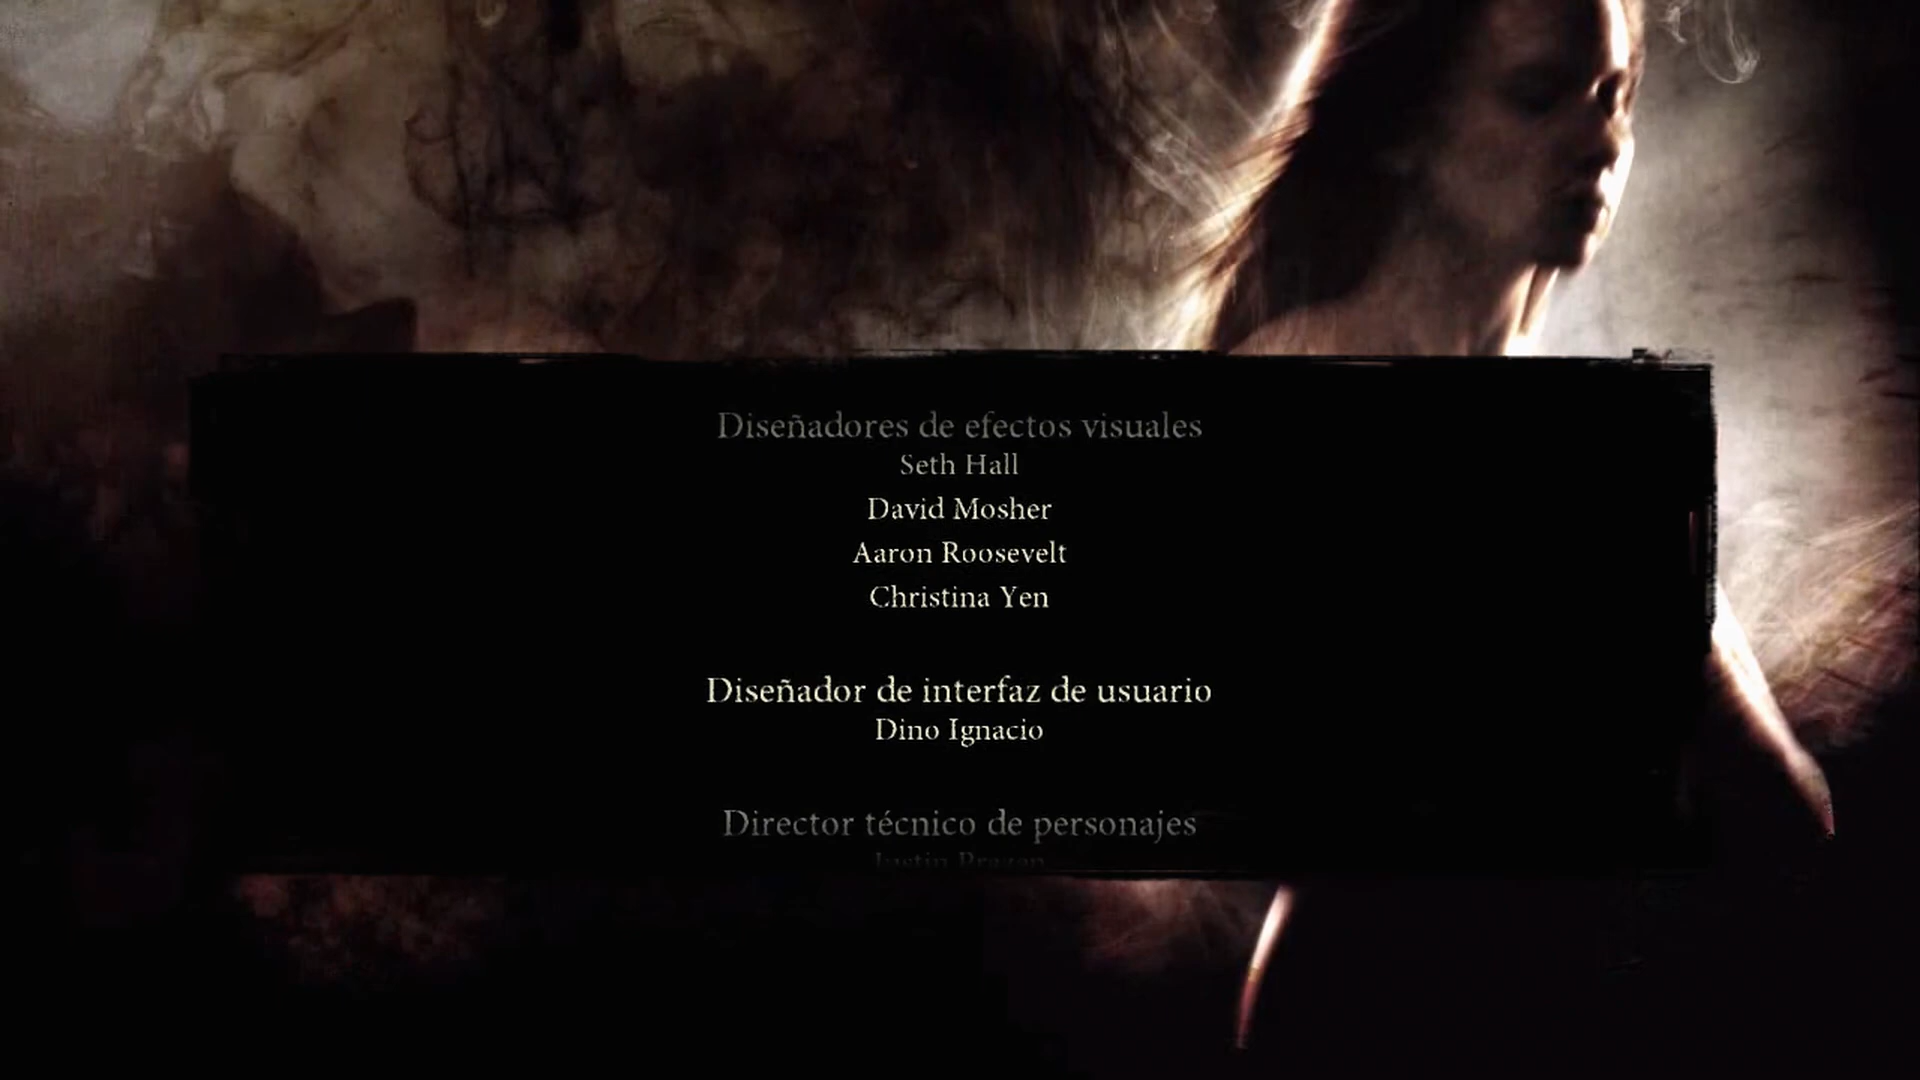 Diseñadores de efectos visuales
Seth Hall
David Mosher
Aaron Roosevelt
Christina Yen
Diseñador de interfaz de usuario
Dino Ignacio
Director técnico de personajes